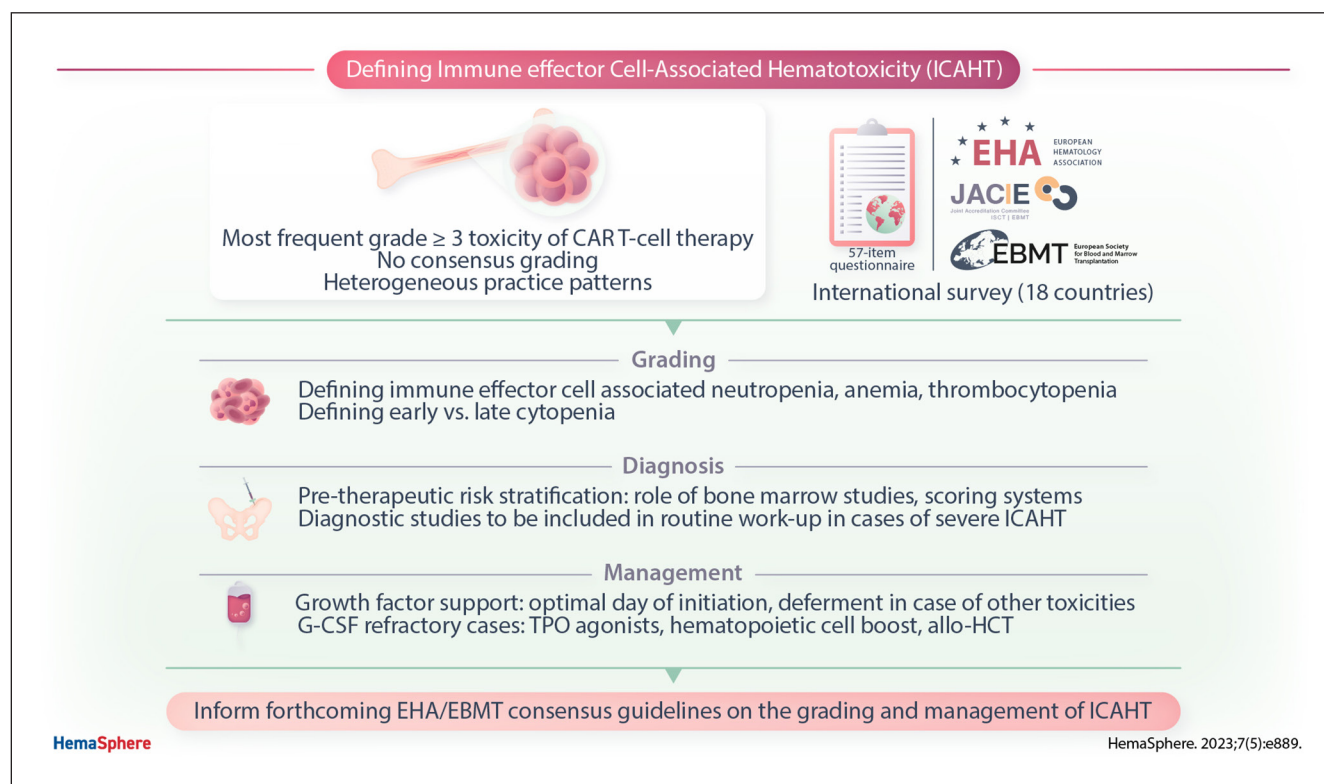 Defining Immune effector Cell-Associated Hematotoxicity (ICAHT)
Most frequent grade ≥ 3 toxicity of CAR T-cell therapy
No consensus grading
Heterogeneous practice patterns
57-item
questionnaire
EHA
EUROPEAN
HEMATOLOGY
ASSOCIATION
JACIE
Joint Accreditation Committee
ISCT | EBMT
EBMT
European Society
for Blood and Marrow
Transplantation
International survey (18 countries)
Grading
Defining immune effector cell associated neutropenia, anemia, thrombocytopenia
Defining early vs. late cytopenia
Diagnosis
Pre-therapeutic risk stratification: role of bone marrow studies, scoring systems
Diagnostic studies to be included in routine work-up in cases of severe ICAHT
Management
Growth factor support: optimal day of initiation, deferment in case of other toxicities
G-CSF refractory cases: TPO agonists, hematopoietic cell boost, allo-HCT
Inform forthcoming EHA/EBMT consensus guidelines on the grading and management of ICAHT
HemaSphere
HemaSphere. 2023;7(5):e889.